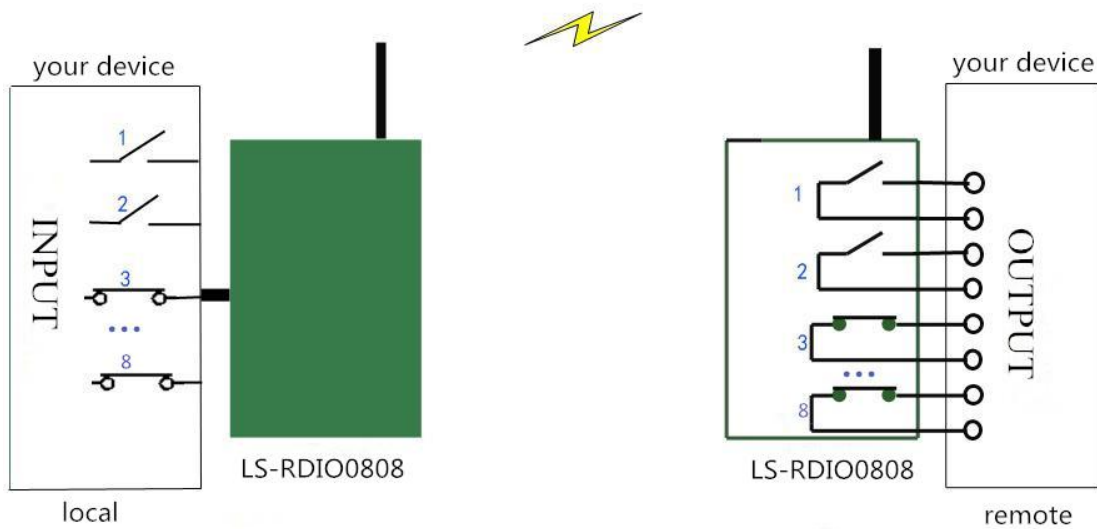 your device
1
2
INPUT
3
...
8
LS-RDIO0808
local
your device
1
2
OUTPUT
3
...
8
LS-RDIO0808
remote